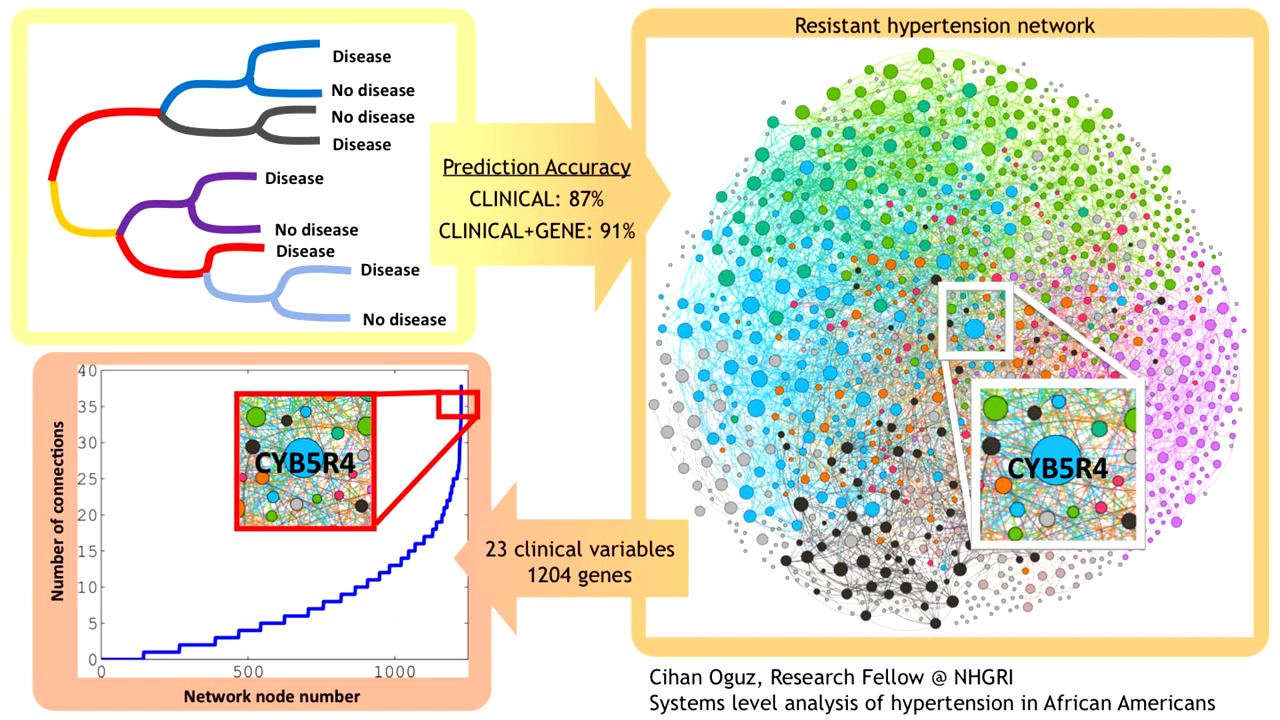 Disease
No disease
No disease
Disease
Disease
No disease
Disease
Disease
No disease
Prediction Accuracy
CLINICAL: 87%
CLINICAL+GENE: 91%
Resistant hypertension network
CYB5R4
23 clinical variables
1204 genes
40
35
30
25
20
15
10
5
0
Number of connections
CYB5R4
0
500
1000
Network node number
Cihan Oguz, Research Fellow @ NHGRI
Systems level analysis of hypertension in African Americans